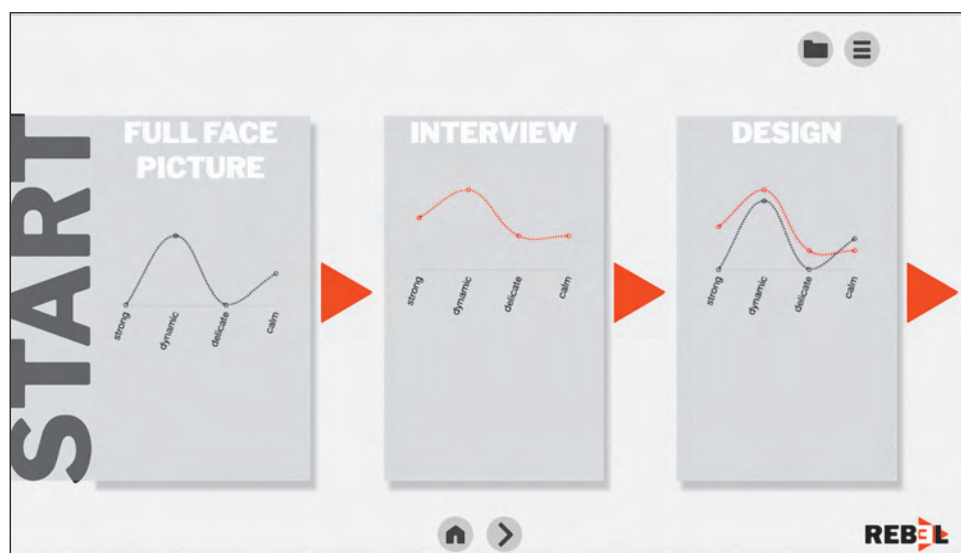 START
FULL FACE
PICTURE
strong
dynamic
delicate
calm
INTERVIEW
strong
dynamic
delicate
calm
DESIGN
strong
dynamic
delicate
calm
REBEL